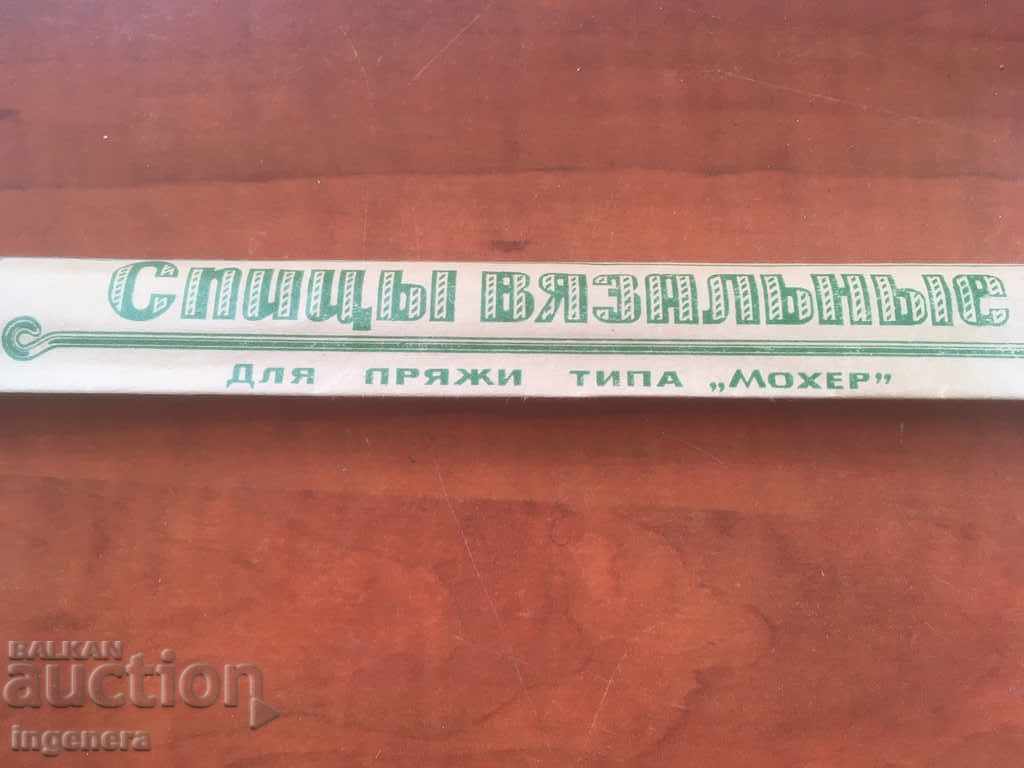 Спицы вязальные
Для пряжи типа „Мохер”
BALKAN
auction
ingenera